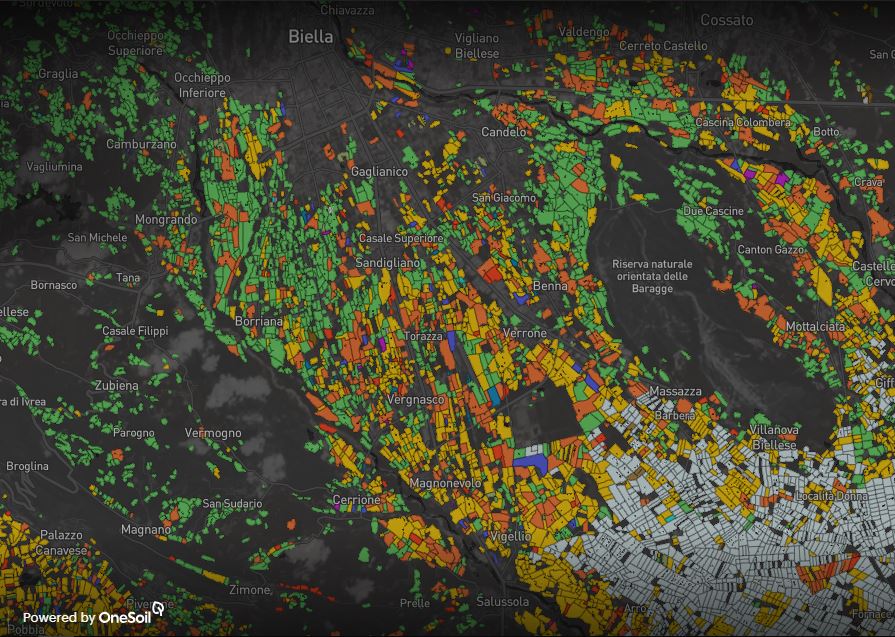 Sordevolo
Chiavazza
Cossato
Occhieppo
Superiore
Biella
Vigliano
Biellese
Valdengo
Cerreto Castello
Graglia
Occhieppo
Inferiore
Cascina Colombera
Candelo
Botto
Camburzano
Gaglianico
Vagliumina
San Giacomo
Crava
Mongrando
Due Cascine
San Michele
Casale Superiore
Canton Gazzo
Sandigliano
Riserva naturale
orientata delle
Baragge
Castello
Cervo
Tana
Bornasco
Benna
Borriana
Casale Filippi
Torazza
Verrone
Mottalciata
Zubiena
Massazza
Vergnasco
Barbera
ra di Ivrea
Parogno
Vermogno
Villanova
Biellese
Broglina
Magnonevolo
San Sudario
Cerrione
Località Donna
Magnano
Palazzo
Canavese
Vigellio
Zimone
Piverone
Prelle
Salussola
Arro
Powered by OneSoil
Bobbio